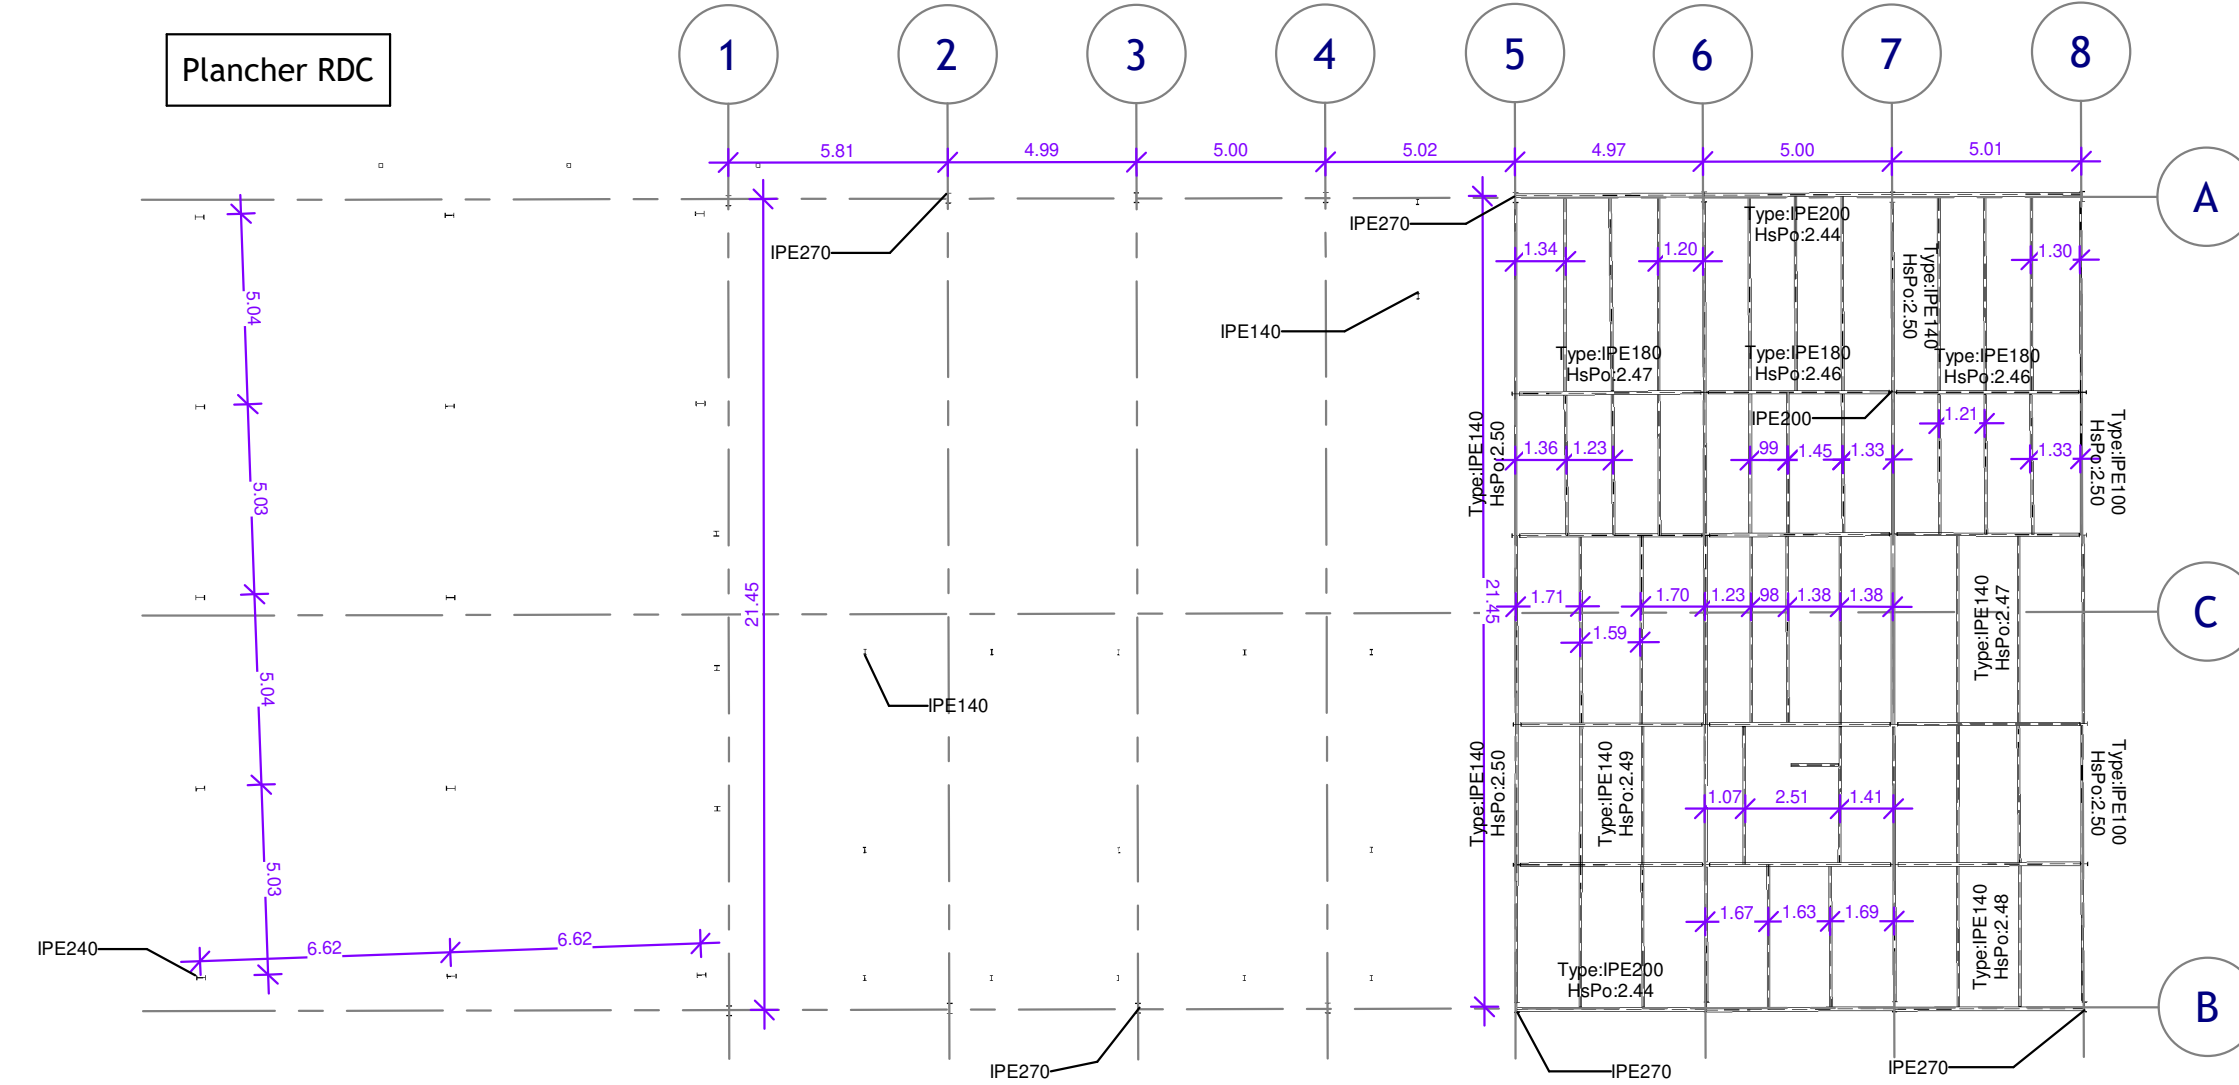 Plancher RDC
1
2
3
4
5
6
7
8
5.81
4.99
5.00
5.02
4.97
5.00
5.01
A
IPE270
IPE270
Type:IPE200
HsPo:2.44
1.34
1.20
1.30
Type:IPE140
HsPo:2.50
5.04
IPE140
Type:IPE180
HsPo:2.47
Type:IPE180
HsPo:2.46
Type:IPE180
HsPo:2.46
IPE200
1.21
Type:IPE140
HsPo:2.50
1.36
1.23
99
1.45
1.33
1.33
Type:IPE100
HsPo:2.50
5.03
21.45
21.45
1.71
1.70
1.23
98
1.38
1.38
1.59
Type:IPE140
HsPo:2.47
C
5.04
IPE140
Type:IPE140
HsPo:2.50
Type:IPE140
HsPo:2.49
1.07
2.51
1.41
Type:IPE100
HsPo:2.50
5.03
1.67
1.63
1.69
Type:IPE140
HsPo:2.48
IPE240
6.62
6.62
Type:IPE200
HsPo:2.44
B
IPE270
IPE270
IPE270